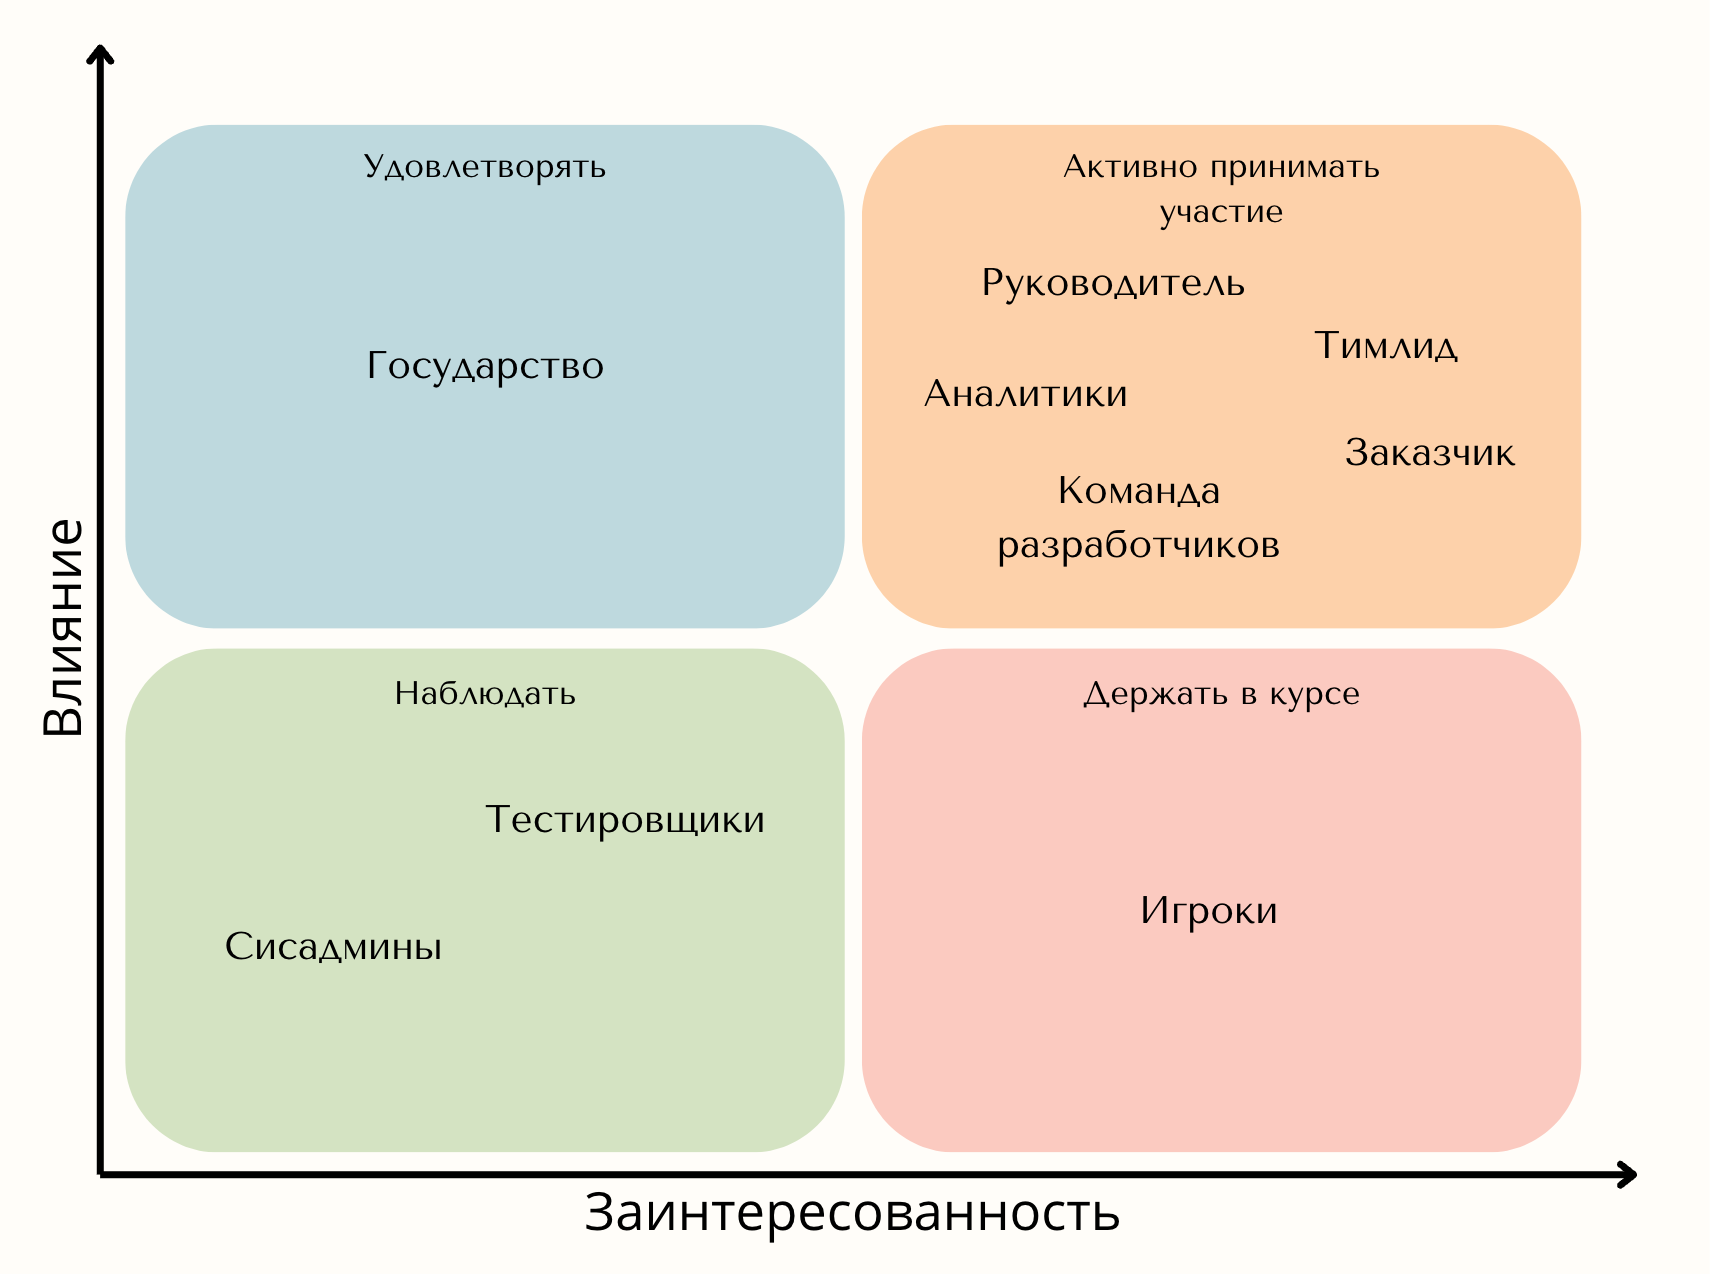 Влияние
Удовлетворять
Государство
Активно принимать
участие
Руководитель
Тимлид
Аналитики
Заказчик
Команда
разработчиков
Наблюдать
Тестировщики
Сисадмины
Держать в курсе
Игроки
Заинтересованность